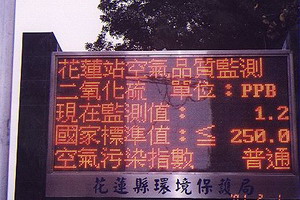 花蓮站空氣品質監測
二氧化硫 單位：PPB
現在監測值： 1.2
國家標準值：≦ 250.0
空氣污染指數 普通
花蓮縣環境保護局